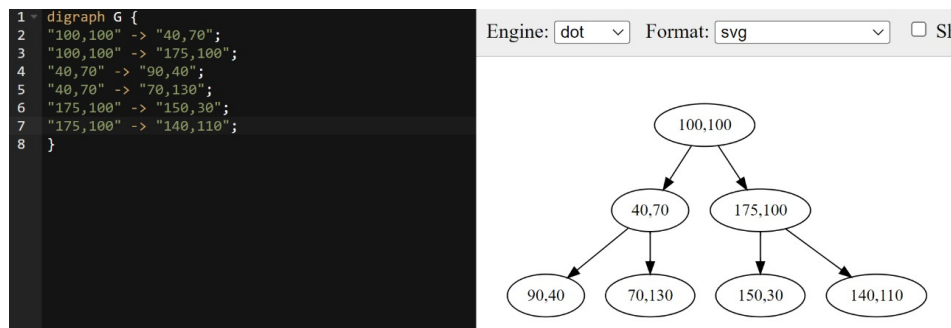 1 digraph G {
2 "100,100" -> "40,70";
3 "100,100" -> "175,100";
4 "40,70" -> "90,40";
5 "40,70" -> "70,130";
6 "175,100" -> "150,30";
7 "175,100" -> "140,110";
8 }
Engine: dot Format: svg
100,100
40,70 175,100
90,40 70,130 150,30 140,110